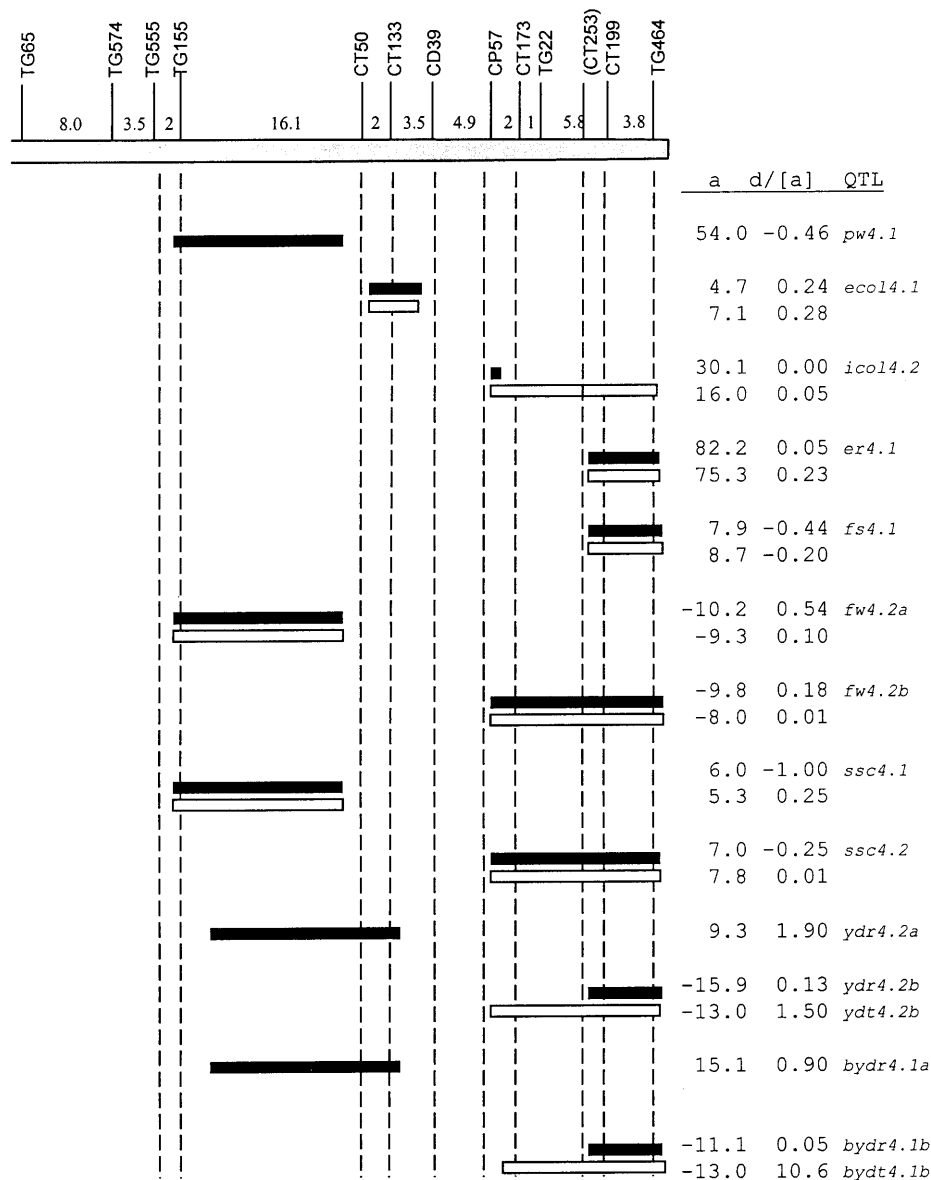 TG65 TG574 TG555 TG155 CT50 CT133 CD39 CP57 CT173 TG22 (CT253) CT199 TG464
8.0 3.5 2 16.1 2 3.5 4.9 2 1 5.8 3.8
a d/[a] QTL
54.0 -0.46 pw4.1
4.7 0.24 ecol4.1
7.1 0.28
30.1 0.00 icol4.2
16.0 0.05
82.2 0.05 er4.1
75.3 0.23
7.9 -0.44 fs4.1
8.7 -0.20
-10.2 0.54 fw4.2a
-9.3 0.10
-9.8 0.18 fw4.2b
-8.0 0.01
6.0 -1.00 ssc4.1
5.3 0.25
7.0 -0.25 ssc4.2
7.8 0.01
9.3 1.90 ydr4.2a
-15.9 0.13 ydr4.2b
-13.0 1.50 ydt4.2b
15.1 0.90 bydr4.1a
-11.1 0.05 bydr4.1b
-13.0 10.6 bydt4.1b